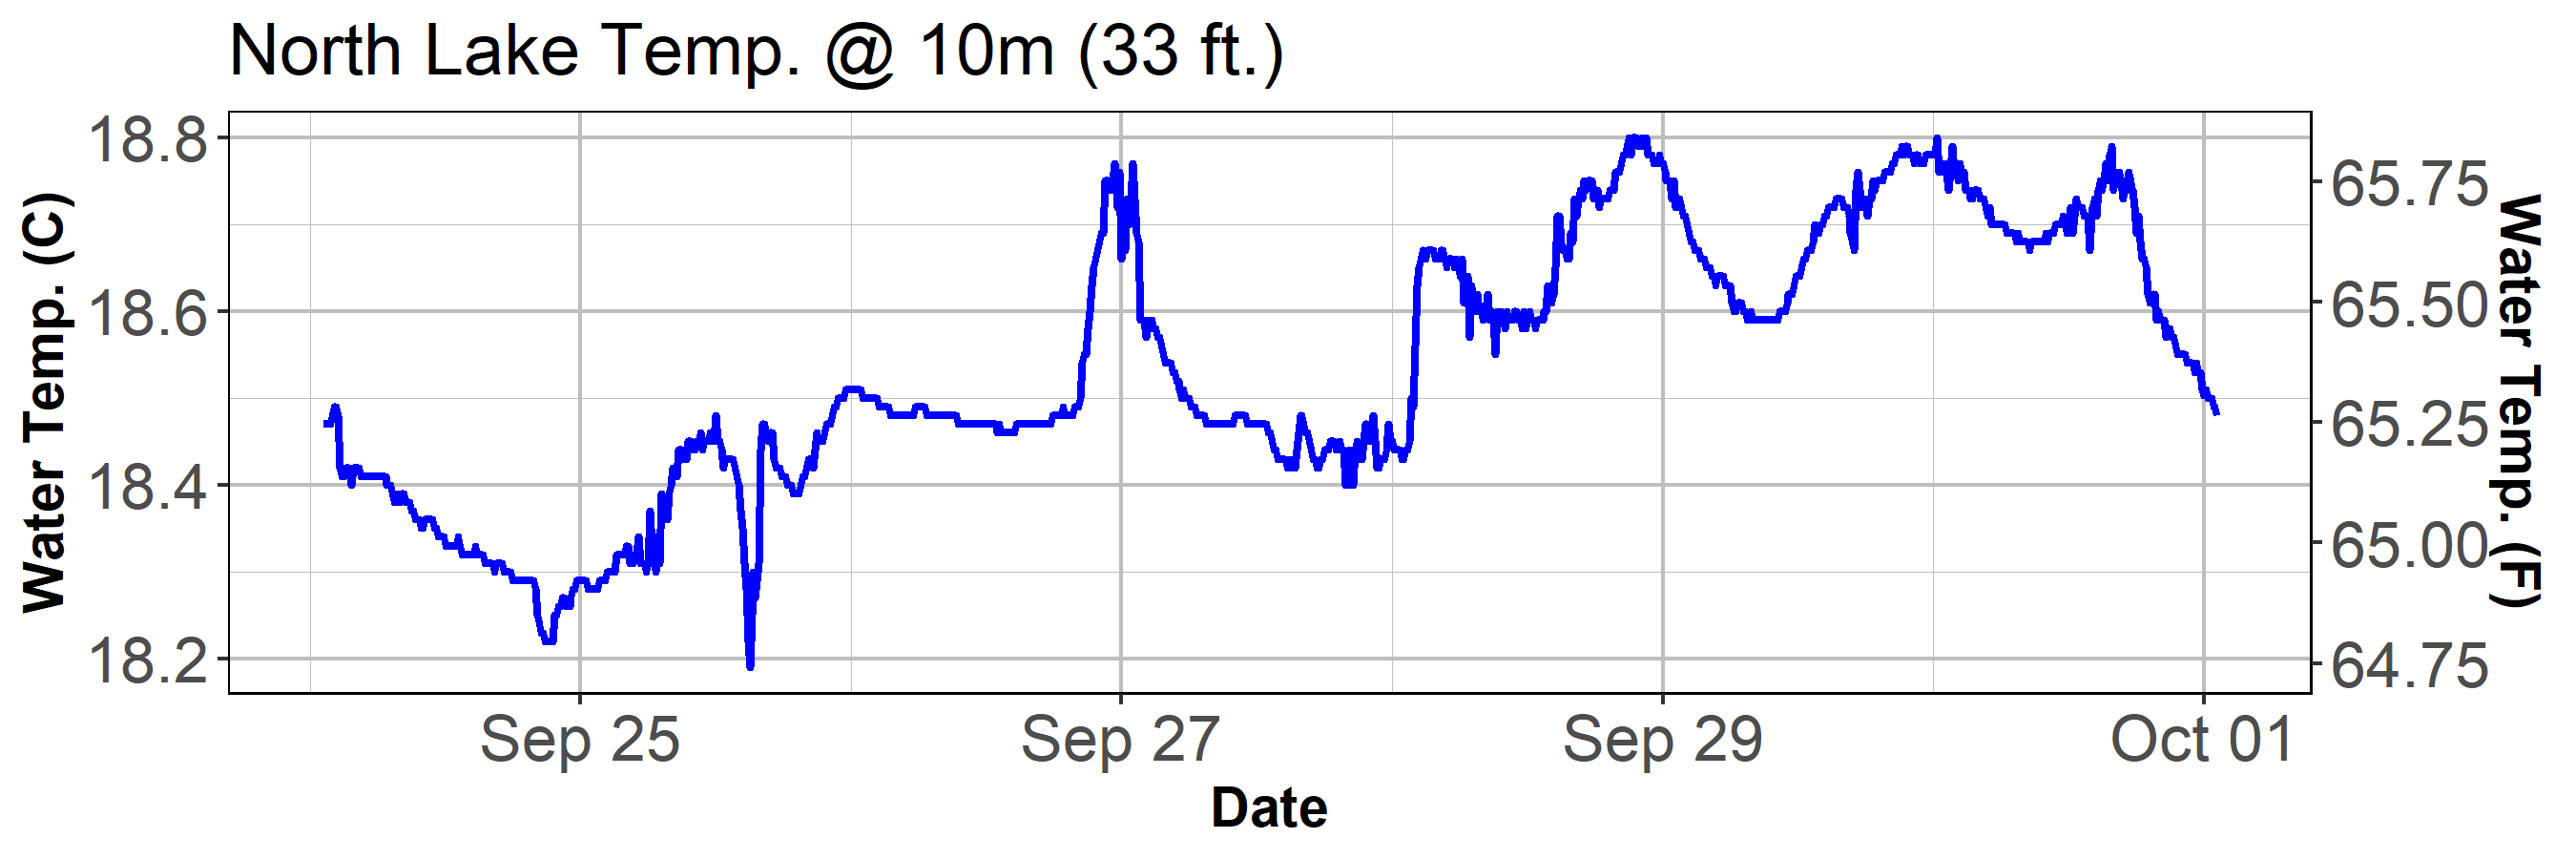 North Lake Temp. @ 10m (33 ft.)
Water Temp. (C)
18.8
18.6
18.4
18.2
65.75
65.50
65.25
65.00
64.75
Water Temp. (F)
Sep 25
Sep 27
Sep 29
Oct 01
Date